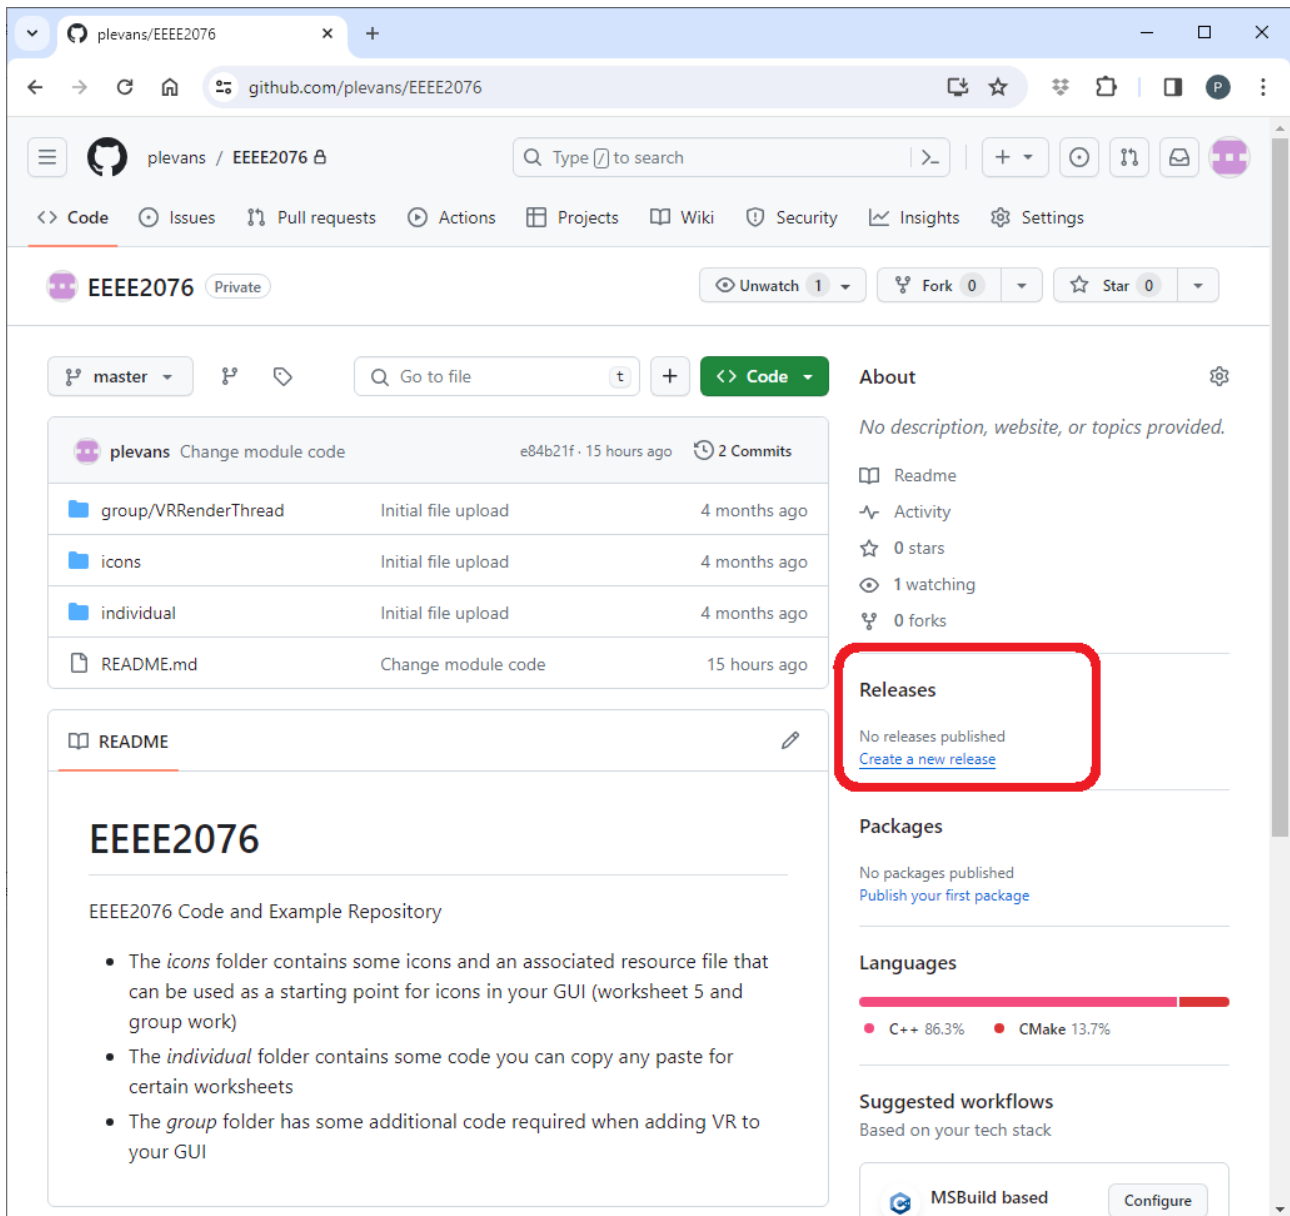 plevans/EEEE2076
github.com/plevans/EEEE2076
P
plevans / EEEE2076
Type / to search
Code Issues Pull requests Actions Projects Wiki Security Insights Settings
EEEE2076 Private
Unwatch 1 Fork 0 Star 0
master
Go to file t
Code
About
No description, website, or topics provided.
plevans Change module code e84b21f · 15 hours ago 2 Commits
group/VRRenderThread Initial file upload 4 months ago
icons Initial file upload 4 months ago
individual Initial file upload 4 months ago
README.md Change module code 15 hours ago
Readme
Activity
0 stars
1 watching
0 forks
Releases
No releases published
Create a new release
README
EEEE2076
EEEE2076 Code and Example Repository
The icons folder contains some icons and an associated resource file that
can be used as a starting point for icons in your GUI (worksheet 5 and
group work)
The individual folder contains some code you can copy any paste for
certain worksheets
The group folder has some additional code required when adding VR to
your GUI
Packages
No packages published
Publish your first package
Languages
C++ 86.3% CMake 13.7%
Suggested workflows
Based on your tech stack
MSBuild based
Configure